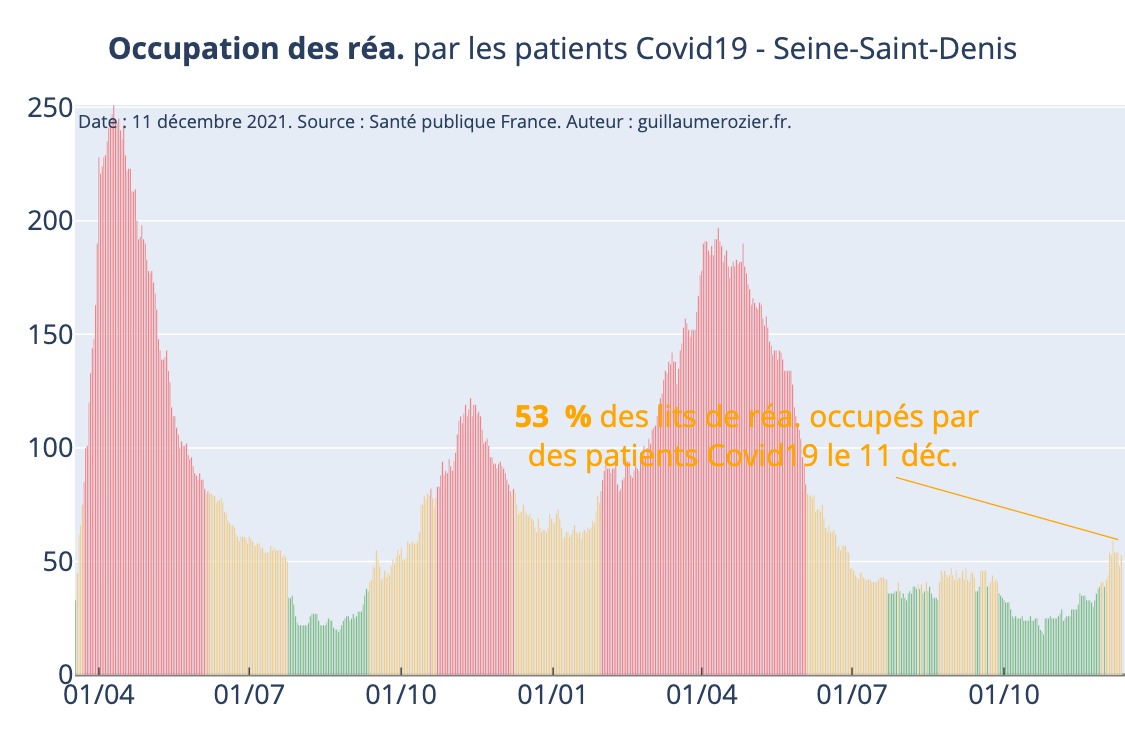 Occupation des réa. par les patients Covid19 - Seine-Saint-Denis
250
Date : 11 décembre 2021. Source : Santé publique France. Auteur : guillaumerozier.fr.
200
150
53 % des lits de réa. occupés par
100
des patients Covid19 le 11 déc.
50
0
01/04 01/07 01/10 01/01 01/04 01/07 01/10